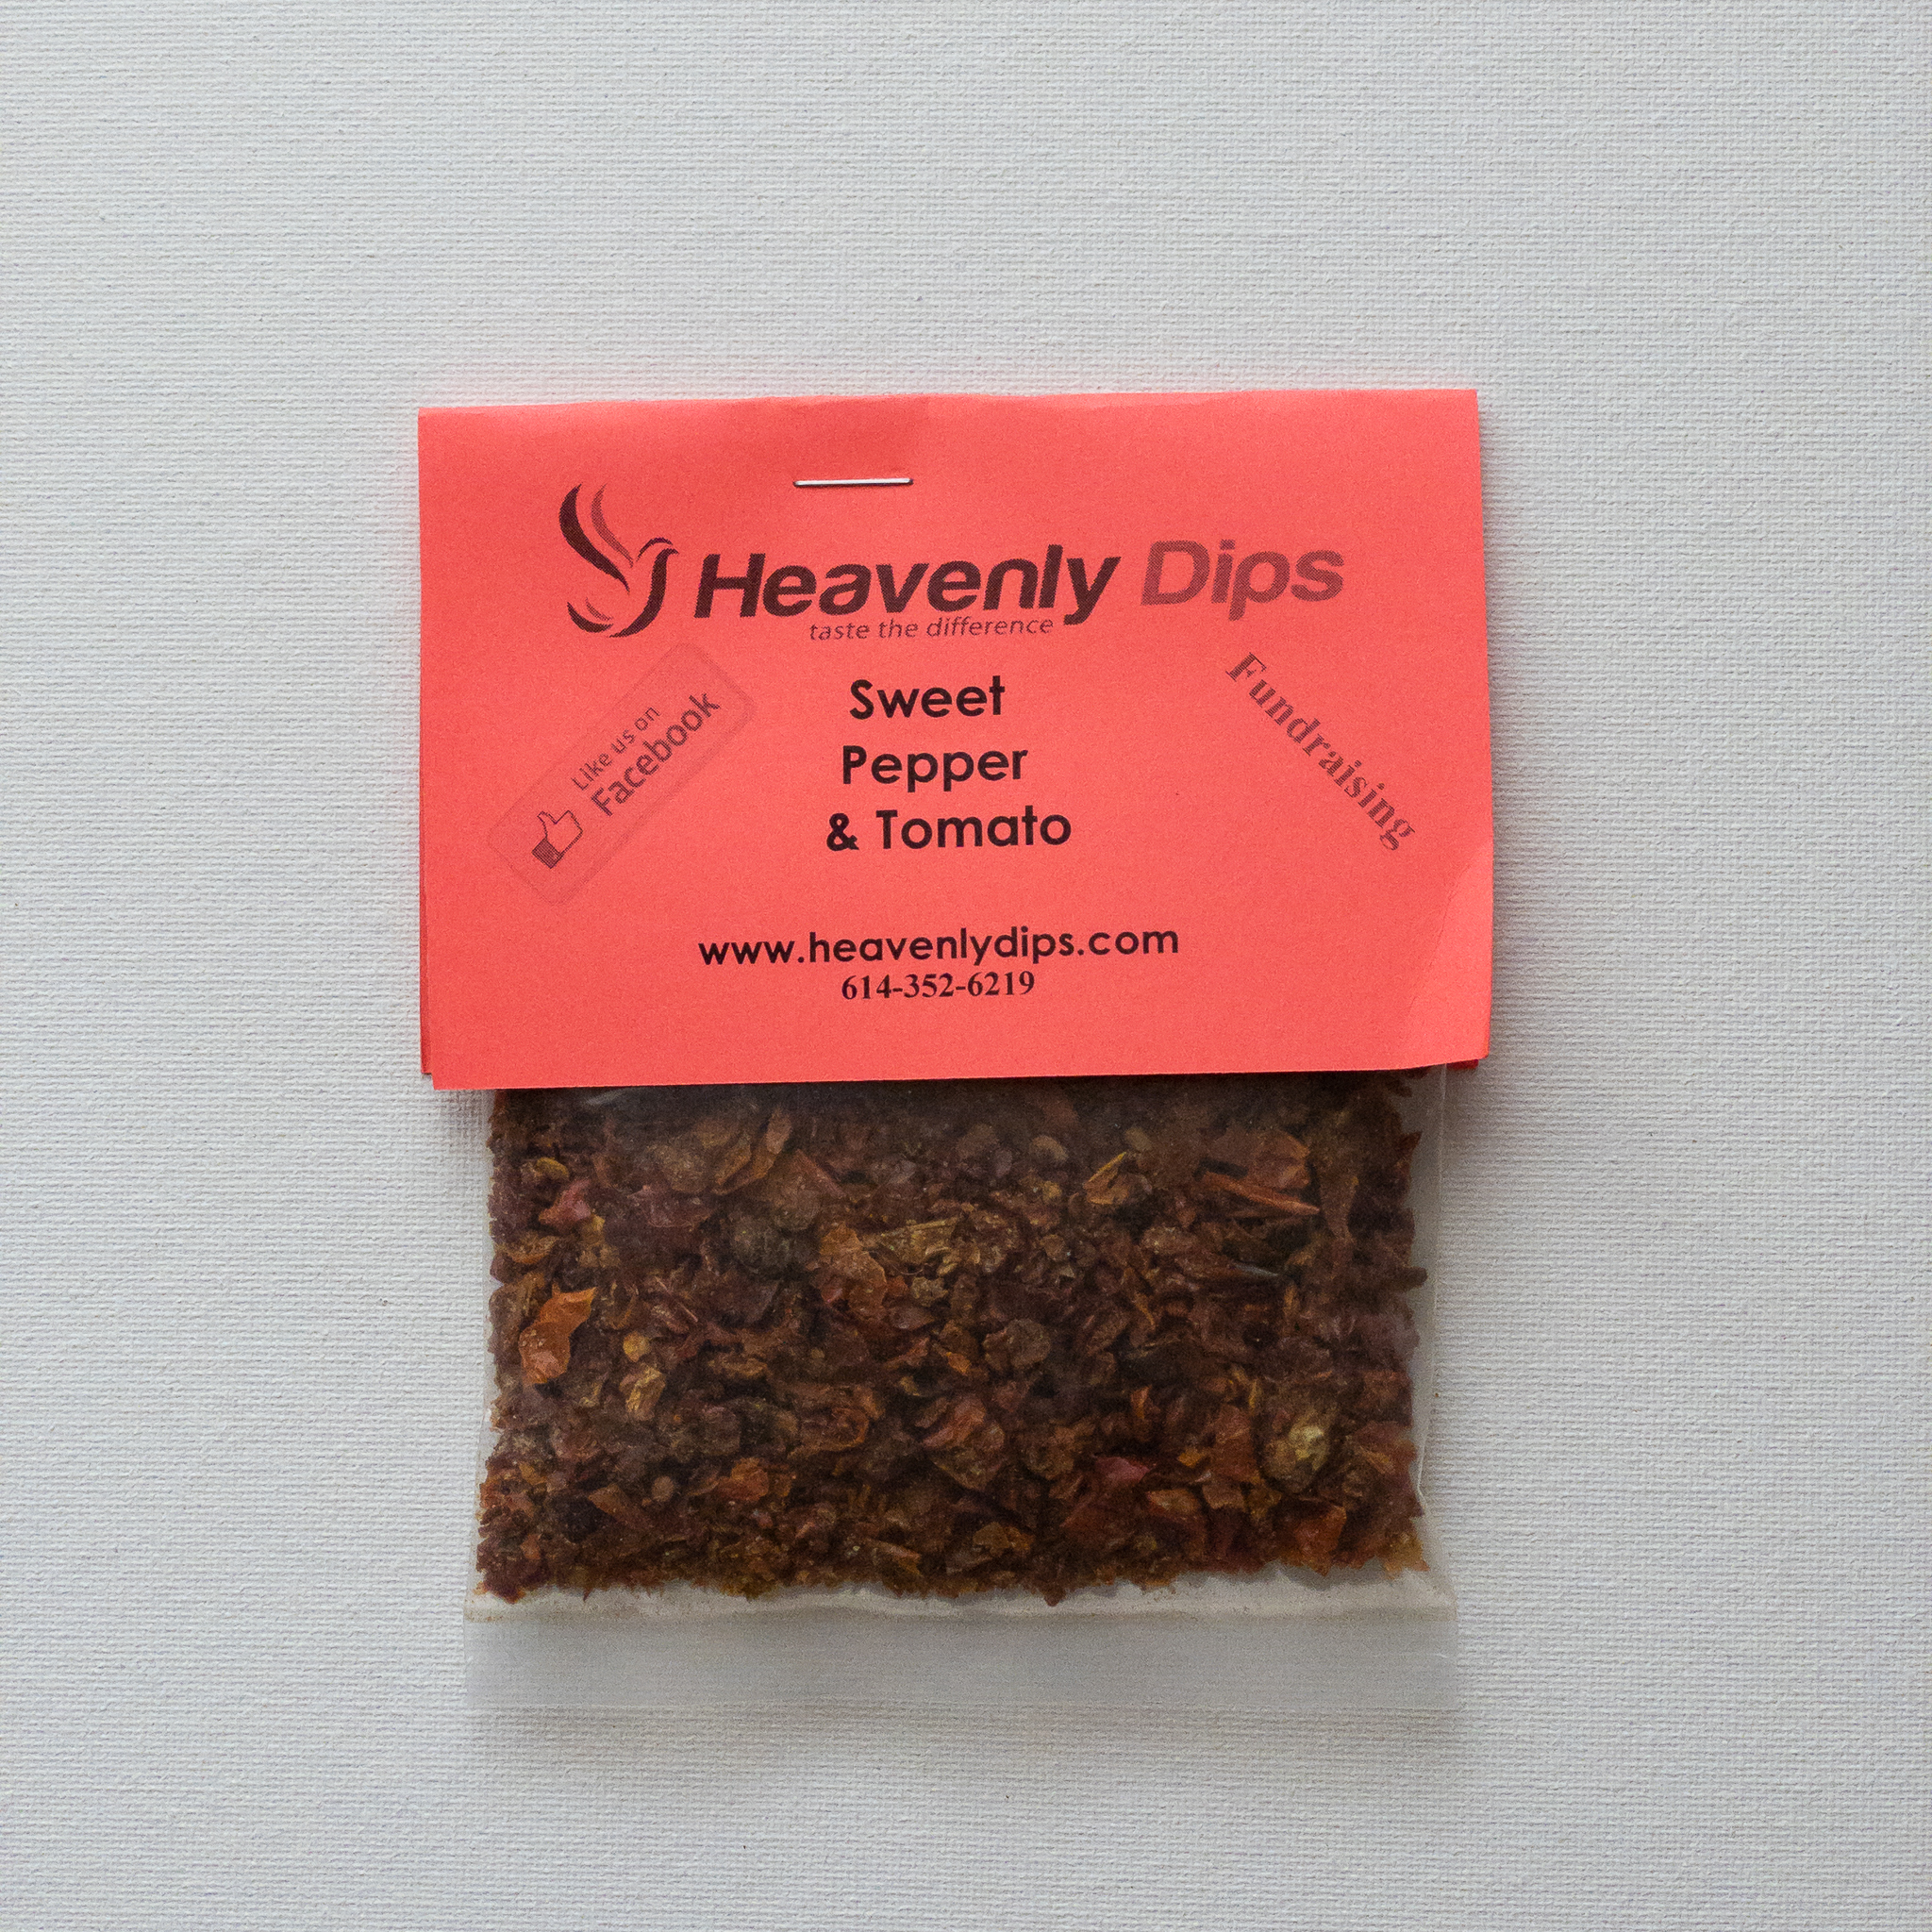 Heavenly Dips
taste the difference
Like us on
Facebook
Sweet
Pepper
& Tomato
Fundraising
www.heavenlydips.com
614-352-6219